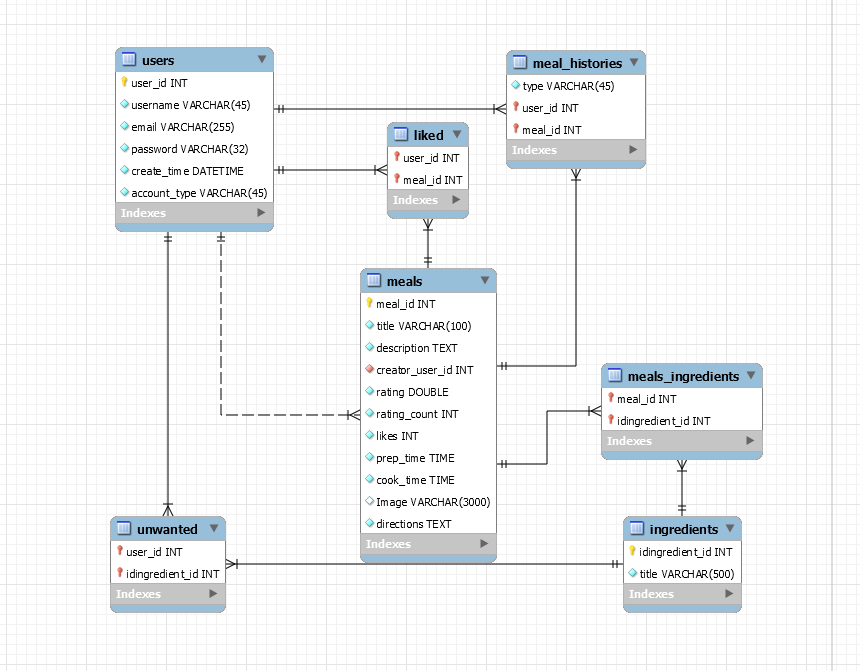 users
user_id INT
username VARCHAR(45)
email VARCHAR(255)
password VARCHAR(32)
create_time DATETIME
account_type VARCHAR(45)
Indexes
meal_histories
type VARCHAR(45)
user_id INT
meal_id INT
Indexes
liked
user_id INT
meal_id INT
Indexes
meals
meal_id INT
title VARCHAR(100)
description TEXT
creator_user_id INT
rating DOUBLE
rating_count INT
likes INT
prep_time TIME
cook_time TIME
Image VARCHAR(3000)
directions TEXT
Indexes
meals_ingredients
meal_id INT
idingredient_id INT
Indexes
unwanted
user_id INT
idingredient_id INT
Indexes
ingredients
idingredient_id INT
title VARCHAR(500)
Indexes